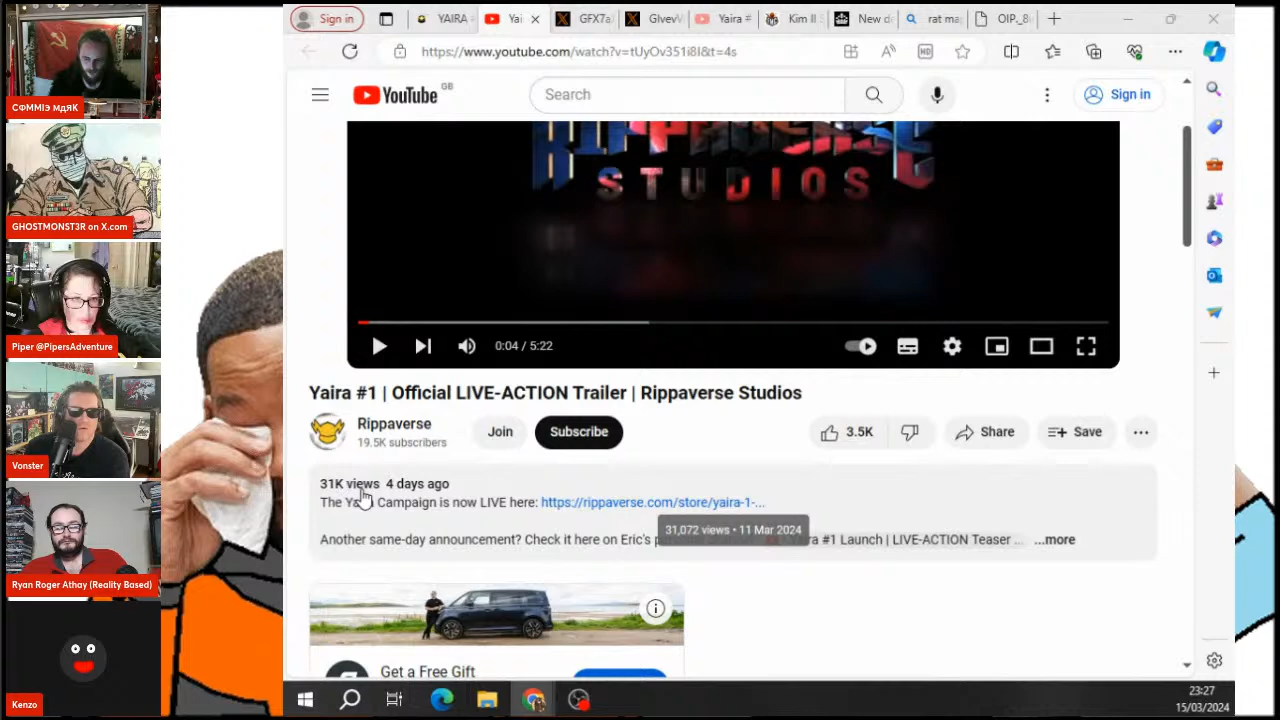 Sign in
YAIRA
Yai
GFX7a
GlvevV
Yaira #
Kim Il S
New de
rat ma
OIP_8
https://www.youtube.com/watch?v=tUyOv351i8I&t=4s
YouTube GB
Search
Sign in
STUDIOS
0:04 / 5:22
Yaira #1 | Official LIVE-ACTION Trailer | Rippaverse Studios
Rippaverse
19.5K subscribers
Join
Subscribe
3.5K
Share
Save
31K views 4 days ago
The Ya Campaign is now LIVE here: https://rippaverse.com/store/yaira-1-...
31,072 views • 11 Mar 2024
Another same-day announcement? Check it here on Eric's p ra #1 Launch | LIVE-ACTION Teaser ... ...more
Get a Free Gift
23:27
15/03/2024
CФMMIЭ MДЯK
GHOSTMONST3R on X.com
Piper @PipersAdventure
Vonster
Ryan Roger Athay (Reality Based)
Kenzo